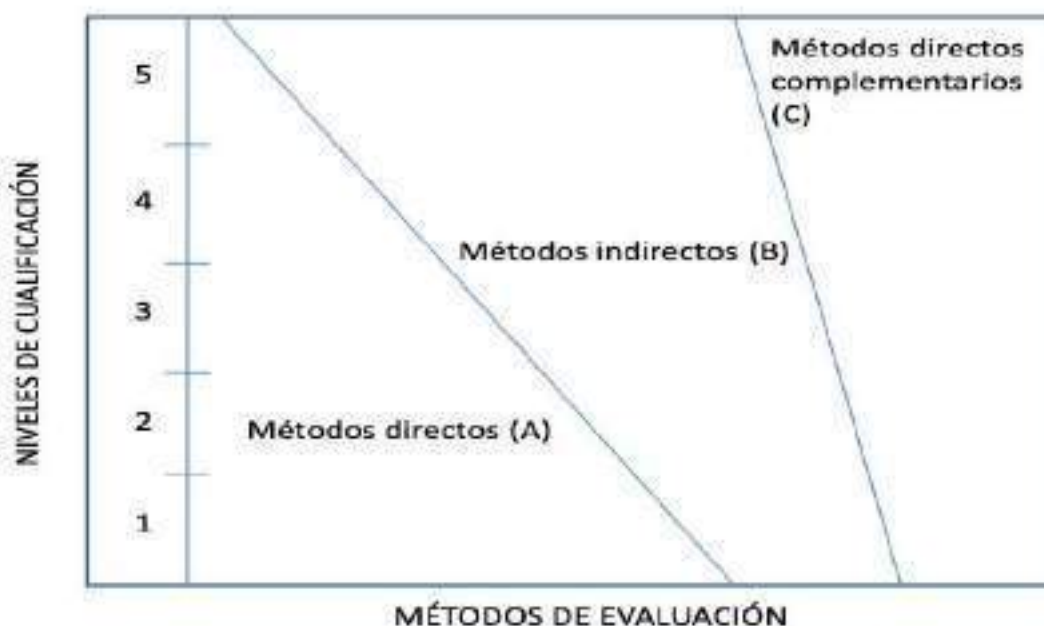 Métodos directos
complementarios
(C)
5
4
Métodos indirectos (B)
3
2
Métodos directos (A)
1
NIVELES DE CUALIFICACIÓN
MÉTODOS DE EVALUACIÓN